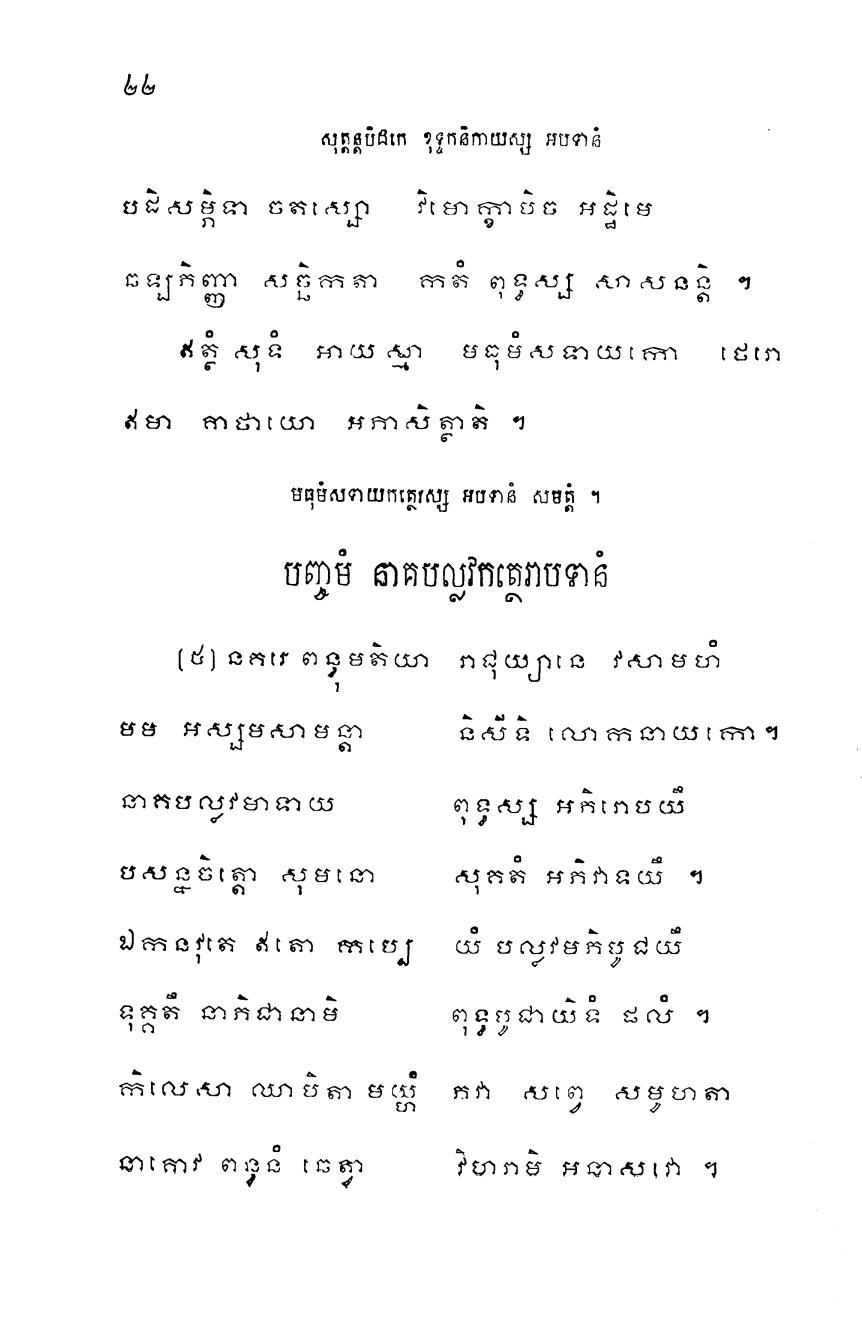 ២២
សុត្តន្តបិដកេ ខុទ្ទកនិកាយស្ស អបទានំ
បដិសម្ភិទា ចតស្សោ វិមោក្ខាបិច អដ្ឋិមេ
ឆឡភិញ្ញា សច្ឆិកតា កតំ ពុទ្ធស្ស សាសនន្តិ ។
ឥត្ថំ សុទំ អាយស្មា មធុមំសទាយកោ ថេរោ
ឥមា គាថាយោ អភាសិត្ថាតិ ។
មធុមំសទាយកត្ថេរស្ស អបទានំ សមត្តំ ។
បញ្ចមំ នាគបល្លវកត្ថេរាបទានំ
(៥) នគរេ ពន្ធុមតិយា រាជុយ្យានេ វសាមហំ
មម អស្សមសាមន្តា និសីទិ លោកនាយកោ។
នាគបល្លវមាទាយ ពុទ្ធស្ស អភិរោបយឹ
បសន្នចិត្តោ សុមនោ សុគតំ អភិវាទយឹ ។
ឯកនវុតេ ឥតោ កប្បេ យំ បល្លវមភិបូជយឹ
ទុគ្គតឹ នាភិជានាមិ ពុទ្ធបូជាយិទំ ផលំ ។
កិលេសា ឈាបិតា មយ្ហំ ភវា សព្វេ សមូហតា
នាគោវ ពន្ធនំ ឆេត្វា វិហរាមិ អនាសវោ ។